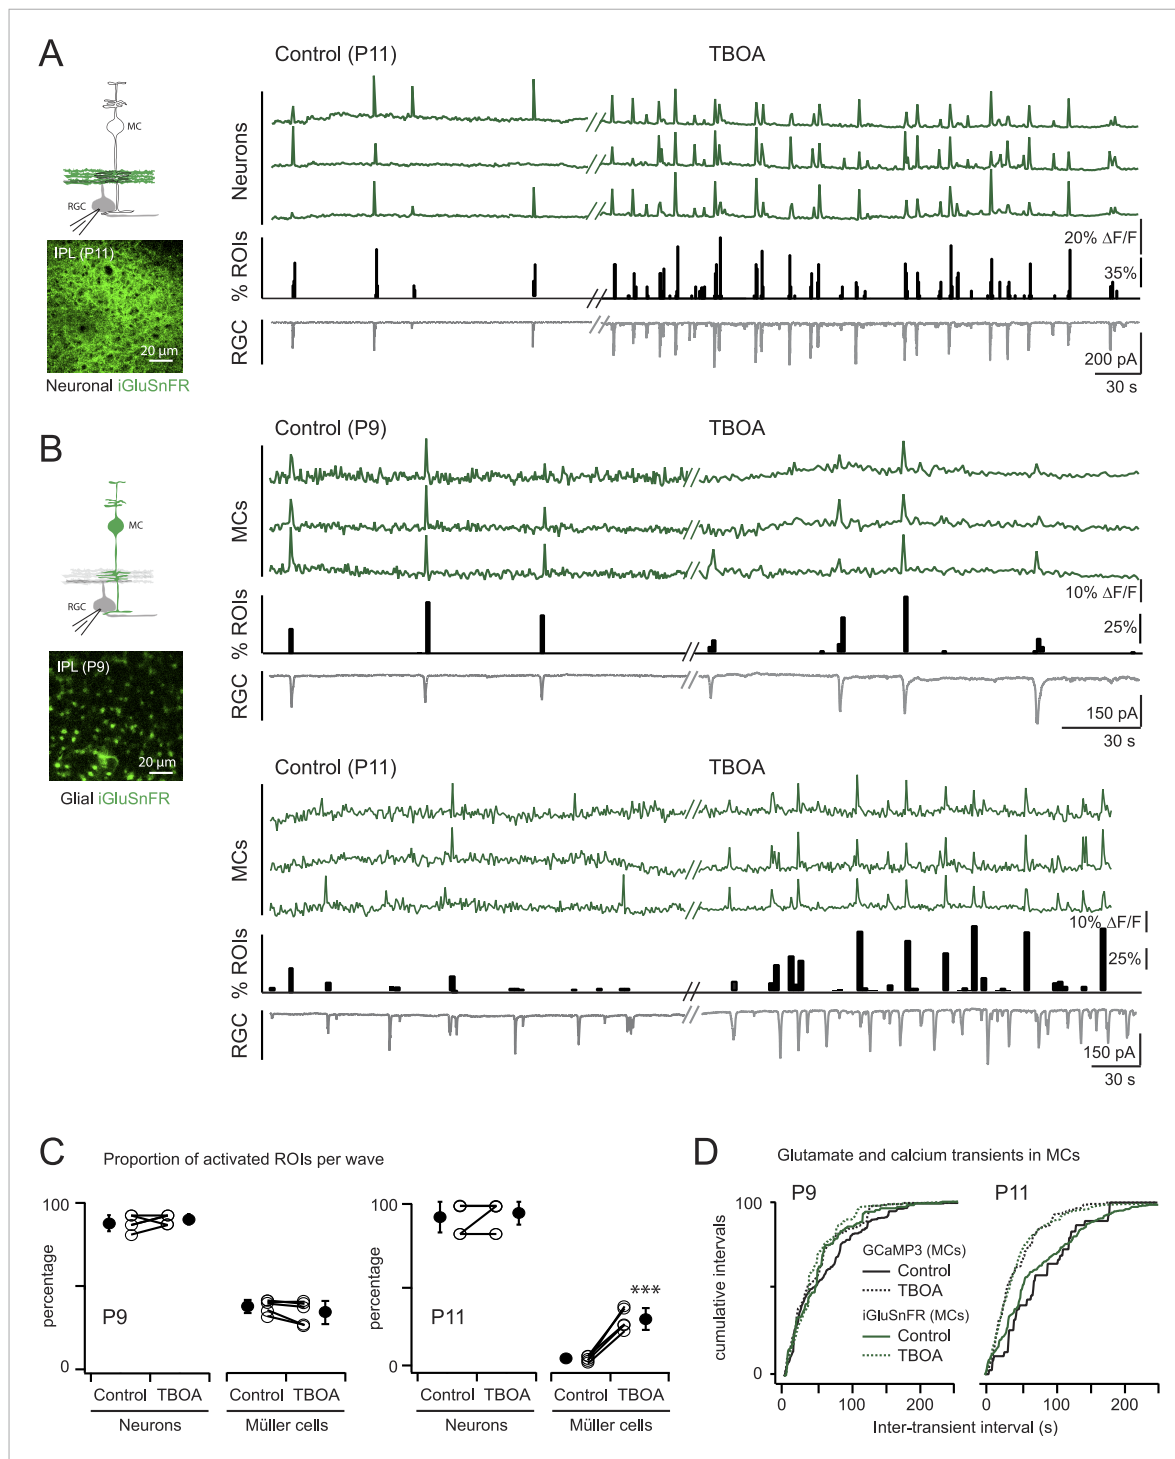 A
Control (P11)
TBOA
MC
RGC
IPL (P11)
20 µm
Neuronal iGluSnFR
Neurons
20% ΔF/F
% ROIs
35%
RGC
200 pA
30 s
B
Control (P9)
TBOA
MC
RGC
IPL (P9)
20 µm
Glial iGluSnFR
MCs
10% ΔF/F
% ROIs
25%
RGC
150 pA
30 s
Control (P11)
TBOA
MCs
10% ΔF/F
% ROIs
25%
RGC
150 pA
30 s
C
Proportion of activated ROIs per wave
percentage
100
0
P9
Control TBOA
Neurons
Control TBOA
Müller cells
percentage
100
0
P11
***
Control TBOA
Neurons
Control TBOA
Müller cells
D
Glutamate and calcium transients in MCs
P9
P11
cumulative intervals
100
0
GCaMP3 (MCs)
Control
TBOA
iGluSnFR (MCs)
Control
TBOA
0 100 200
0 100 200
Inter-transient interval (s)